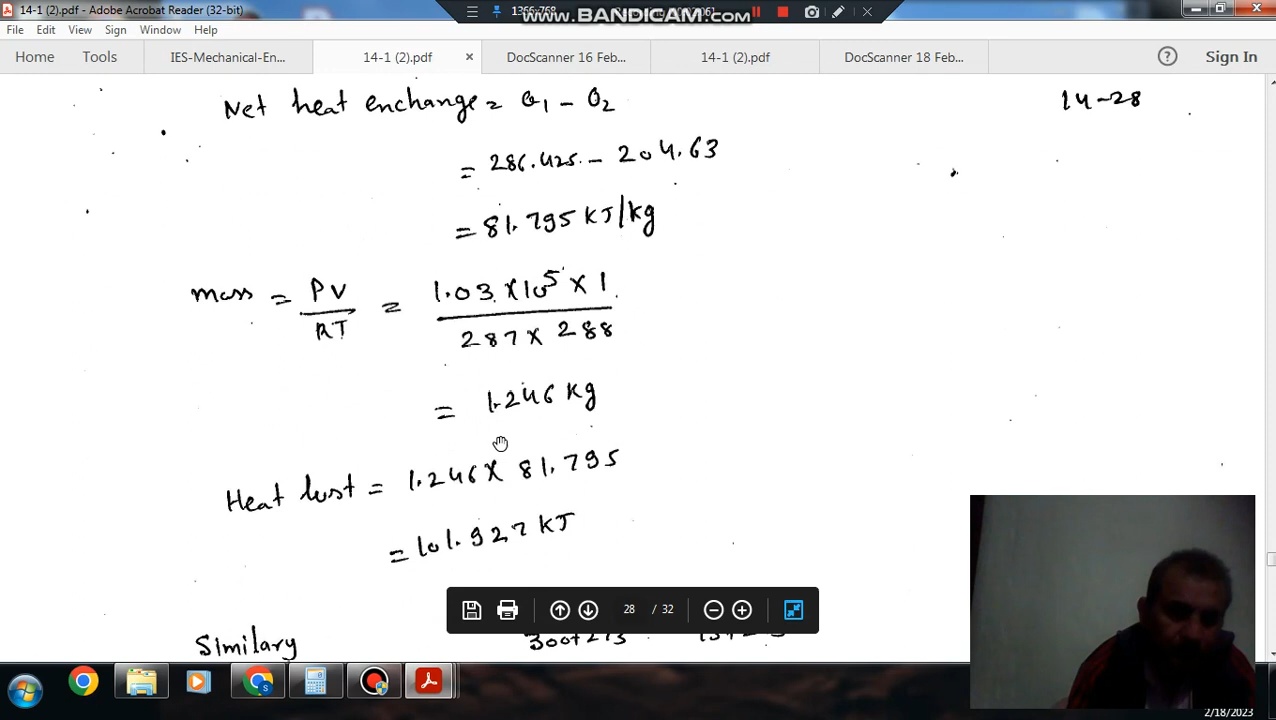 14-1 (2).pdf - Adobe Acrobat Reader (32-bit)
1366x768
www.BANDICAM.com
File Edit View Sign Window Help
Home Tools IES-Mechanical-En... 14-1 (2).pdf × DocScanner 16 Feb... 14-1 (2).pdf DocScanner 18 Feb... Sign In
14-28
Net heat enchange = Q1 - Q2
= 286.425 - 204.63
= 81.795 KJ/kg
mass = PV/RT = 1.03 × 10^5 × 1 / 287 × 288
= 1.246 kg
Heat lost = 1.246 × 81.795
= 101.927 KJ
28 / 32
Similary 300+273
2/18/2023